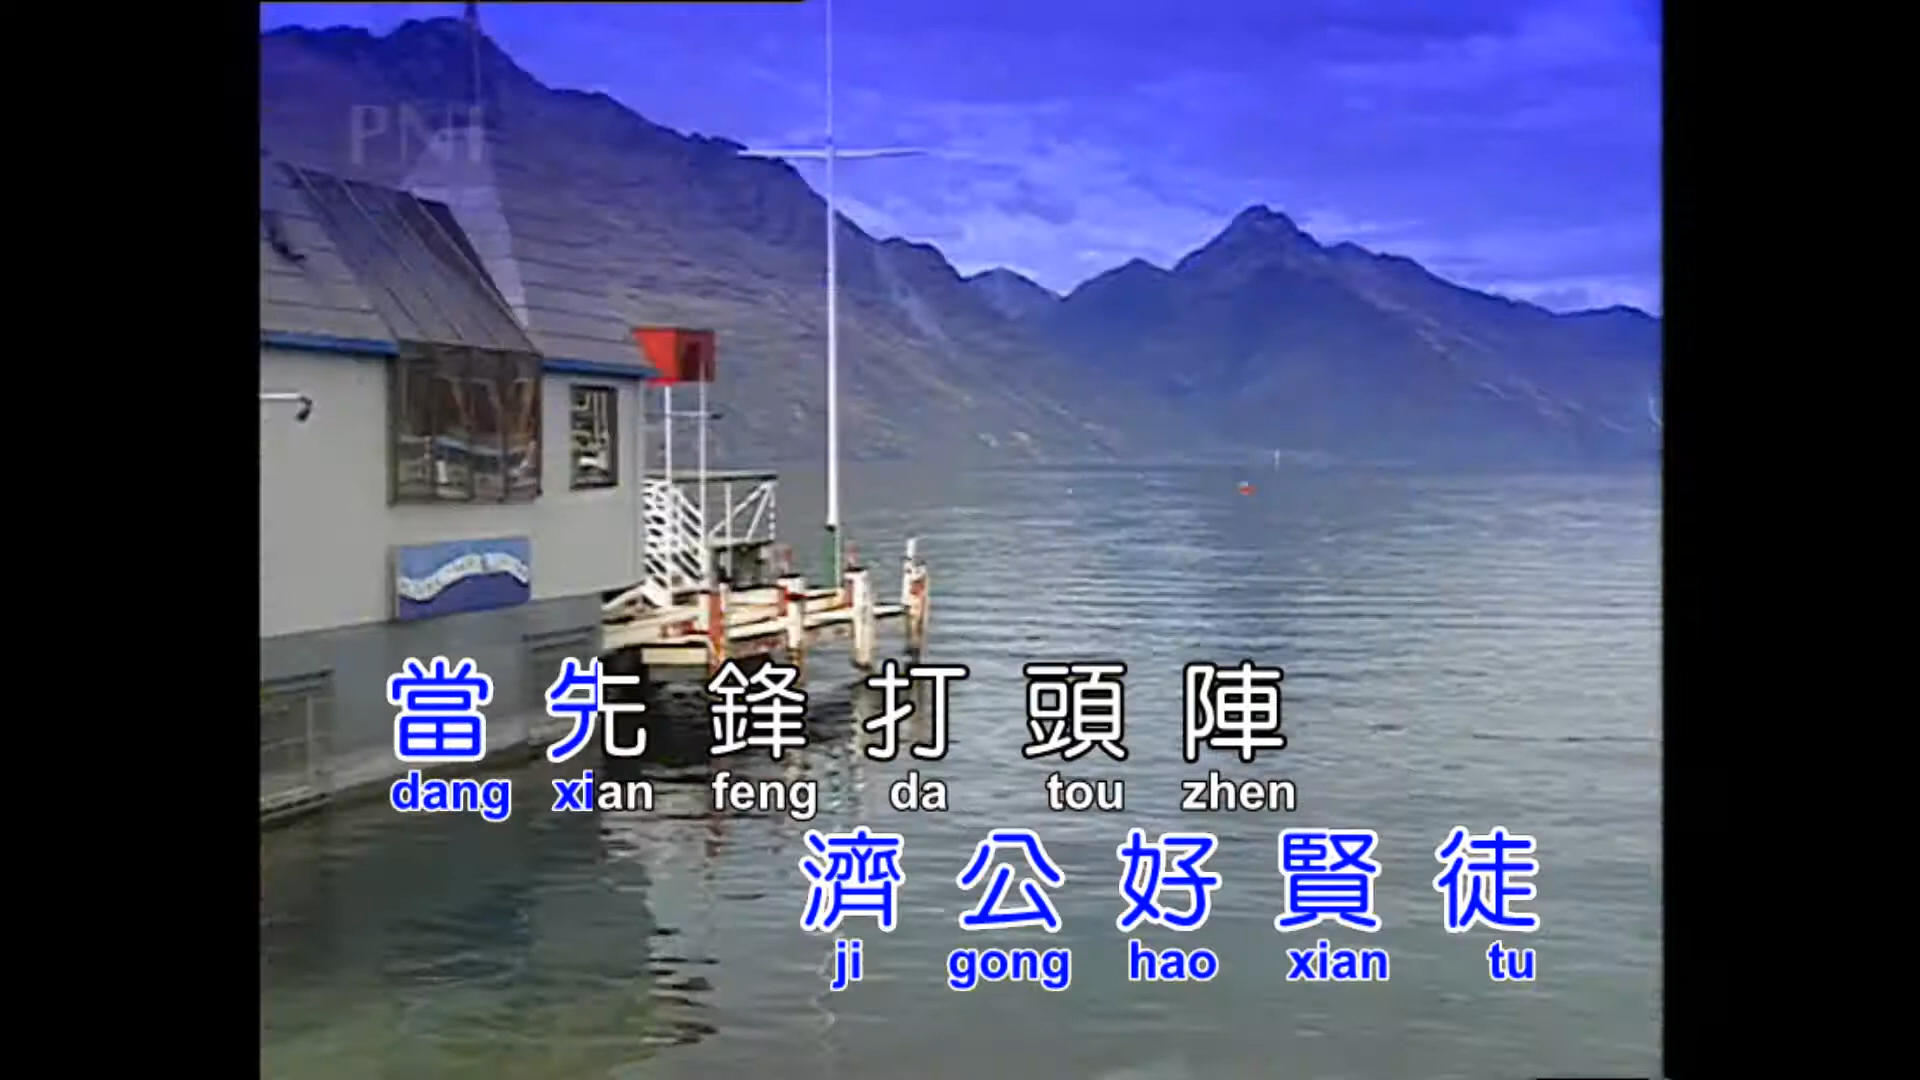 當先鋒打頭陣
dang xian feng da tou zhen
濟公好賢徒
ji gong hao xian tu